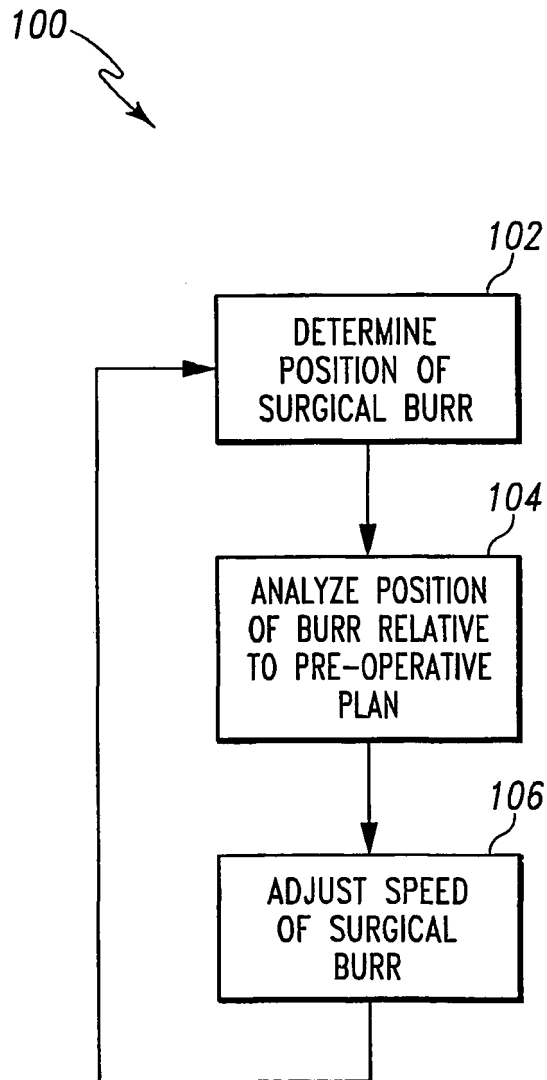 100
102
DETERMINE
POSITION OF
SURGICAL BURR
104
ANALYZE POSITION
OF BURR RELATIVE
TO PRE-OPERATIVE
PLAN
106
ADJUST SPEED
OF SURGICAL
BURR